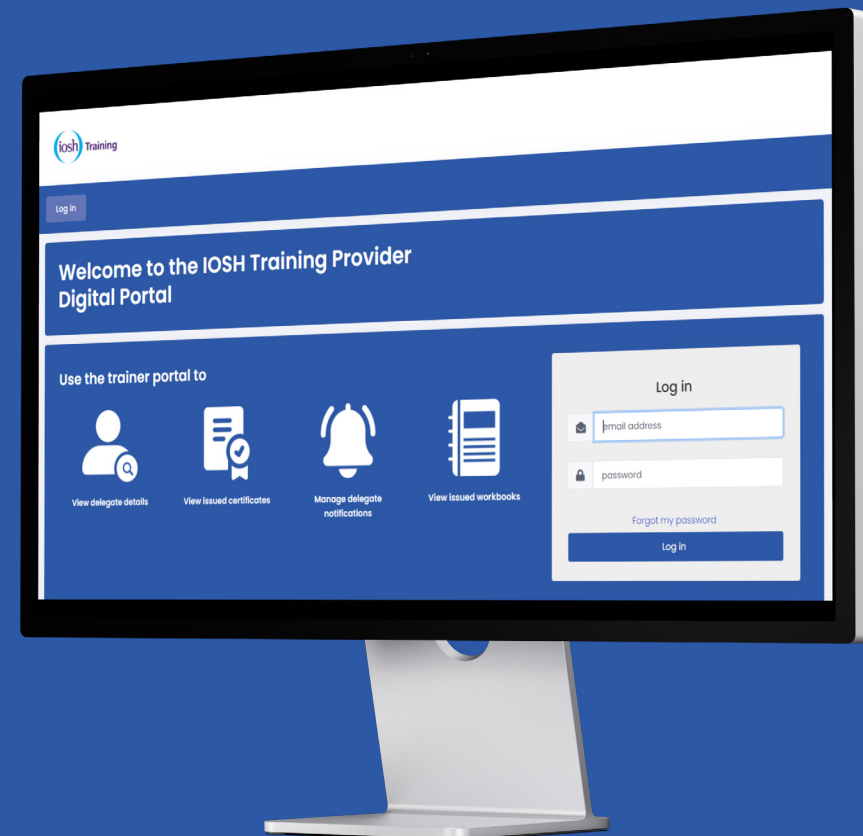 iosh Training
Log in
Welcome to the IOSH Training Provider
Digital Portal
Use the trainer portal to
View delegate details
View issued certificates
Manage delegate
notifications
View issued workbooks
Log in
email address
password
Forgot my password
Log in